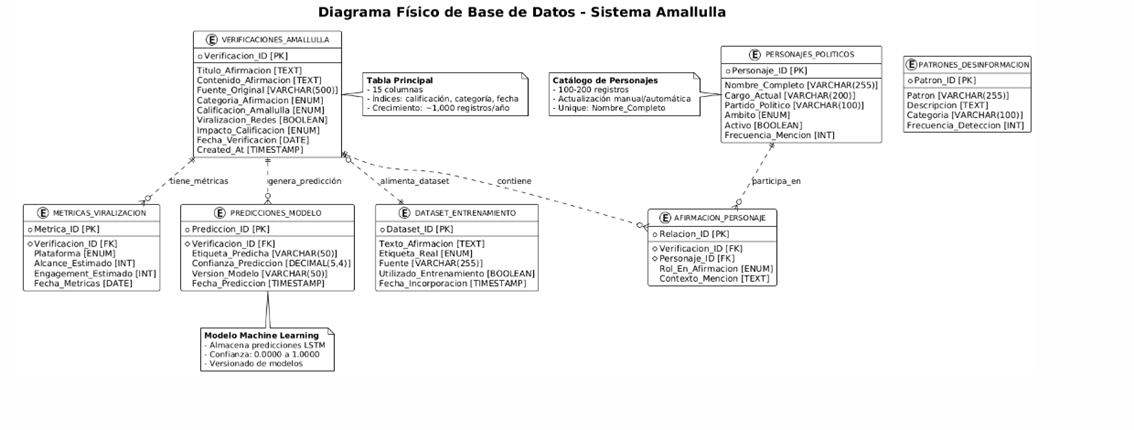 Diagrama Físico de Base de Datos - Sistema Amallulla
E VERIFICACIONES_AMALLULLA
Verificacion_ID [PK]
Titulo_Afirmacion [TEXT]
Contenido_Afirmacion [TEXT]
Fuente_Original [VARCHAR(500)]
Categoria_Afirmacion [ENUM]
Calificacion_Amallulla [ENUM]
Viralizacion_Redes [BOOLEAN]
Impacto_Calificacion [ENUM]
Fecha_Verificacion [DATE]
Created_At [TIMESTAMP]
Tabla Principal
- 15 columnas
- Índices: calificación, categoría, fecha
- Crecimiento: ~1,000 registros/año
Catálogo de Personajes
- 100-200 registros
- Actualización manual/automática
- Unique: Nombre_Completo
E PERSONAJES_POLITICOS
Personaje_ID [PK]
Nombre_Completo [VARCHAR(255)]
Cargo_Actual [VARCHAR(200)]
Partido_Politico [VARCHAR(100)]
Ambito [ENUM]
Activo [BOOLEAN]
Frecuencia_Mencion [INT]
E PATRONES_DESINFORMACION
Patron_ID [PK]
Patron [VARCHAR(255)]
Descripcion [TEXT]
Categoria [VARCHAR(100)]
Frecuencia_Deteccion [INT]
tiene_métricas
genera_predicción
alimenta_dataset
contiene
participa_en
E METRICAS_VIRALIZACION
Metrica_ID [PK]
Verificacion_ID [FK]
Plataforma [ENUM]
Alcance_Estimado [INT]
Engagement_Estimado [INT]
Fecha_Metricas [DATE]
E PREDICCIONES_MODELO
Prediccion_ID [PK]
Verificacion_ID [FK]
Etiqueta_Predicha [VARCHAR(50)]
Confianza_Prediccion [DECIMAL(5,4)]
Version_Modelo [VARCHAR(50)]
Fecha_Prediccion [TIMESTAMP]
E DATASET_ENTRENAMIENTO
Dataset_ID [PK]
Texto_Afirmacion [TEXT]
Etiqueta_Real [ENUM]
Fuente [VARCHAR(255)]
Utilizado_Entrenamiento [BOOLEAN]
Fecha_Incorporacion [TIMESTAMP]
E AFIRMACION_PERSONAJE
Relacion_ID [PK]
Verificacion_ID [FK]
Personaje_ID [FK]
Rol_En_Afirmacion [ENUM]
Contexto_Mencion [TEXT]
Modelo Machine Learning
- Almacena predicciones LSTM
- Confianza: 0.0000 a 1.0000
- Versionado de modelos